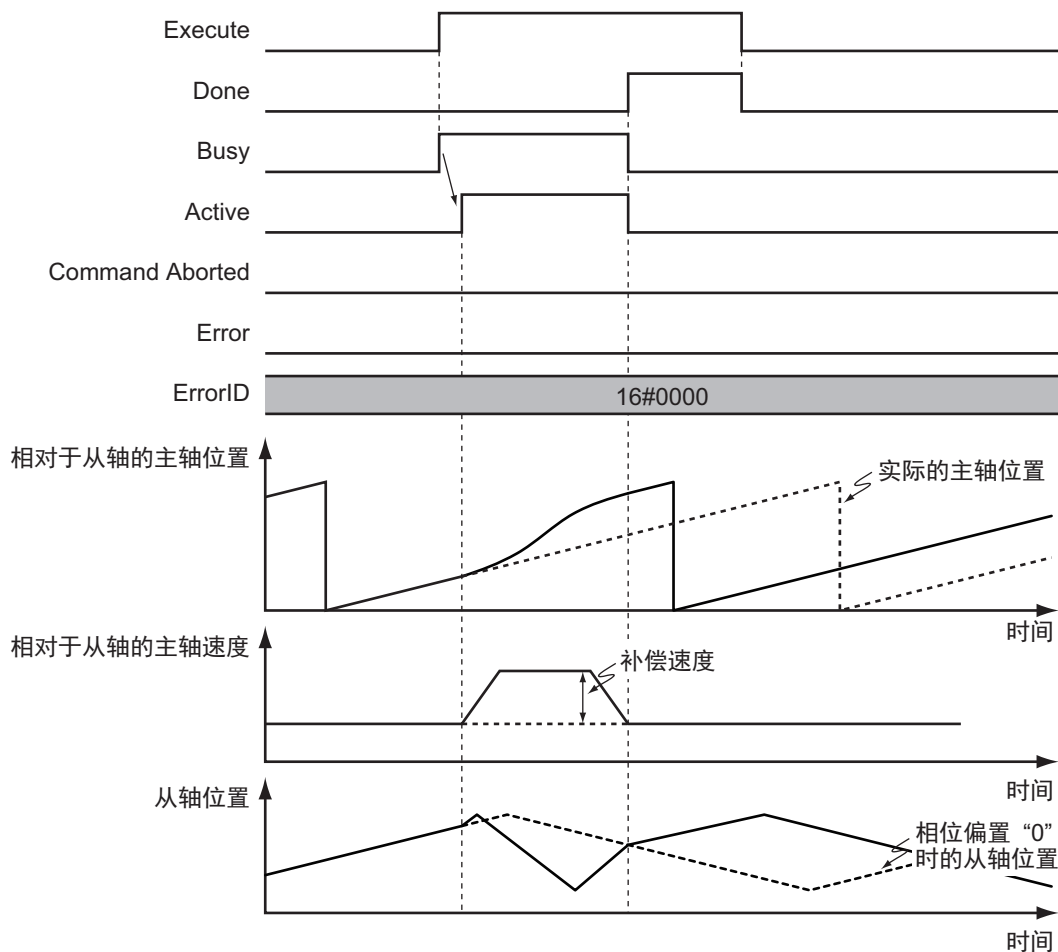 Execute
Done
Busy
Active
Command Aborted
Error
ErrorID
16#0000
相对于从轴的主轴位置
实际的主轴位置
时间
相对于从轴的主轴速度
补偿速度
时间
从轴位置
相位偏置 “0”
时的从轴位置
时间